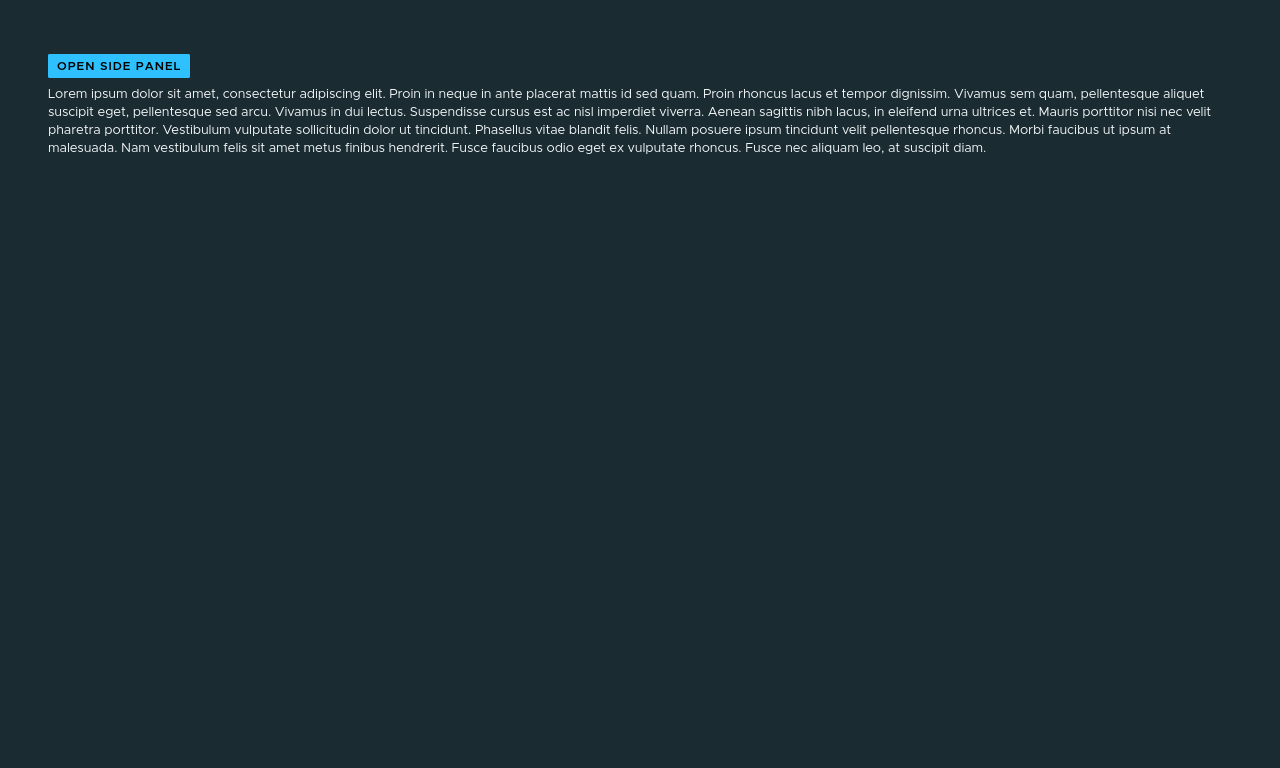 OPEN SIDE PANEL
Lorem ipsum dolor sit amet, consectetur adipiscing elit. Proin in neque in ante placerat mattis id sed quam. Proin rhoncus lacus et tempor dignissim. Vivamus sem quam, pellentesque aliquet
suscipit eget, pellentesque sed arcu. Vivamus in dui lectus. Suspendisse cursus est ac nisl imperdiet viverra. Aenean sagittis nibh lacus, in eleifend urna ultrices et. Mauris porttitor nisi nec velit
pharetra porttitor. Vestibulum vulputate sollicitudin dolor ut tincidunt. Phasellus vitae blandit felis. Nullam posuere ipsum tincidunt velit pellentesque rhoncus. Morbi faucibus ut ipsum at
malesuada. Nam vestibulum felis sit amet metus finibus hendrerit. Fusce faucibus odio eget ex vulputate rhoncus. Fusce nec aliquam leo, at suscipit diam.